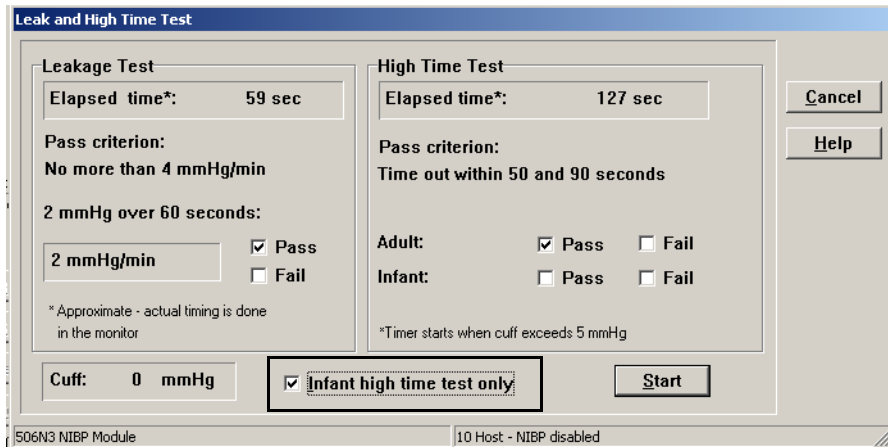 Leak and High Time Test
Leakage Test
Elapsed time*: 59 sec
Pass criterion:
No more than 4 mmHg/min
2 mmHg over 60 seconds:
2 mmHg/min
Pass
Fail
* Approximate - actual timing is done
in the monitor
High Time Test
Elapsed time*: 127 sec
Pass criterion:
Time out within 50 and 90 seconds
Adult: Pass Fail
Infant: Pass Fail
*Timer starts when cuff exceeds 5 mmHg
Cancel
Help
Cuff: 0 mmHg
Infant high time test only
Start
506N3 NIBP Module
10 Host - NIBP disabled